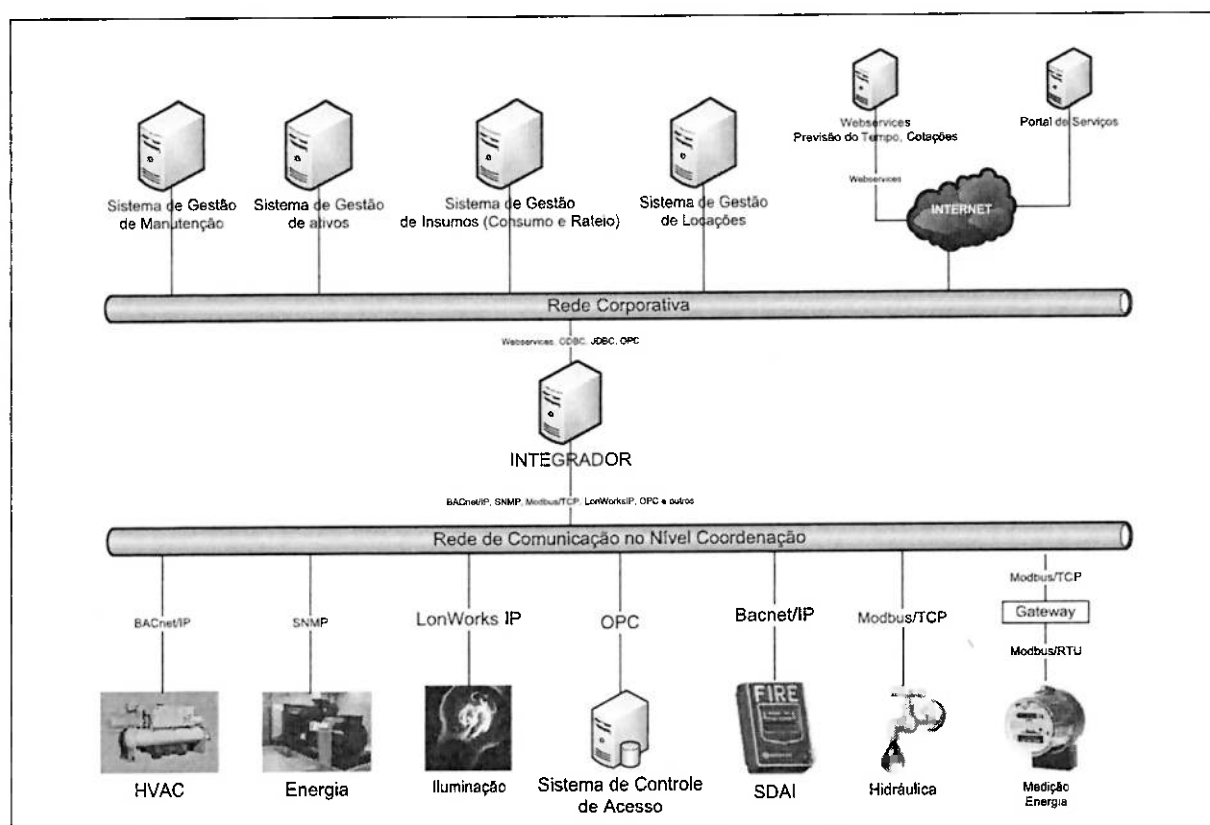 Webservices
Previsão do Tempo, Cotações
Portal de Serviços
Webservices
INTERNET
Sistema de Gestão
de Manutenção
Sistema de Gestão
de ativos
Sistema de Gestão
de Insumos (Consumo e Rateio)
Sistema de Gestão
de Locações
Rede Corporativa
Webservices, ODBC, JDBC, OPC
INTEGRADOR
BACnet/IP, SNMP, Modbus/TCP, LonWorksIP, OPC e outros
Rede de Comunicação no Nível Coordenação
BACnet/IP
SNMP
LonWorks IP
OPC
Bacnet/IP
Modbus/TCP
Modbus/TCP
Gateway
Modbus/RTU
FIRE
HVAC
Energia
Iluminação
Sistema de Controle
de Acesso
SDAI
Hidráulica
Medição
Energia